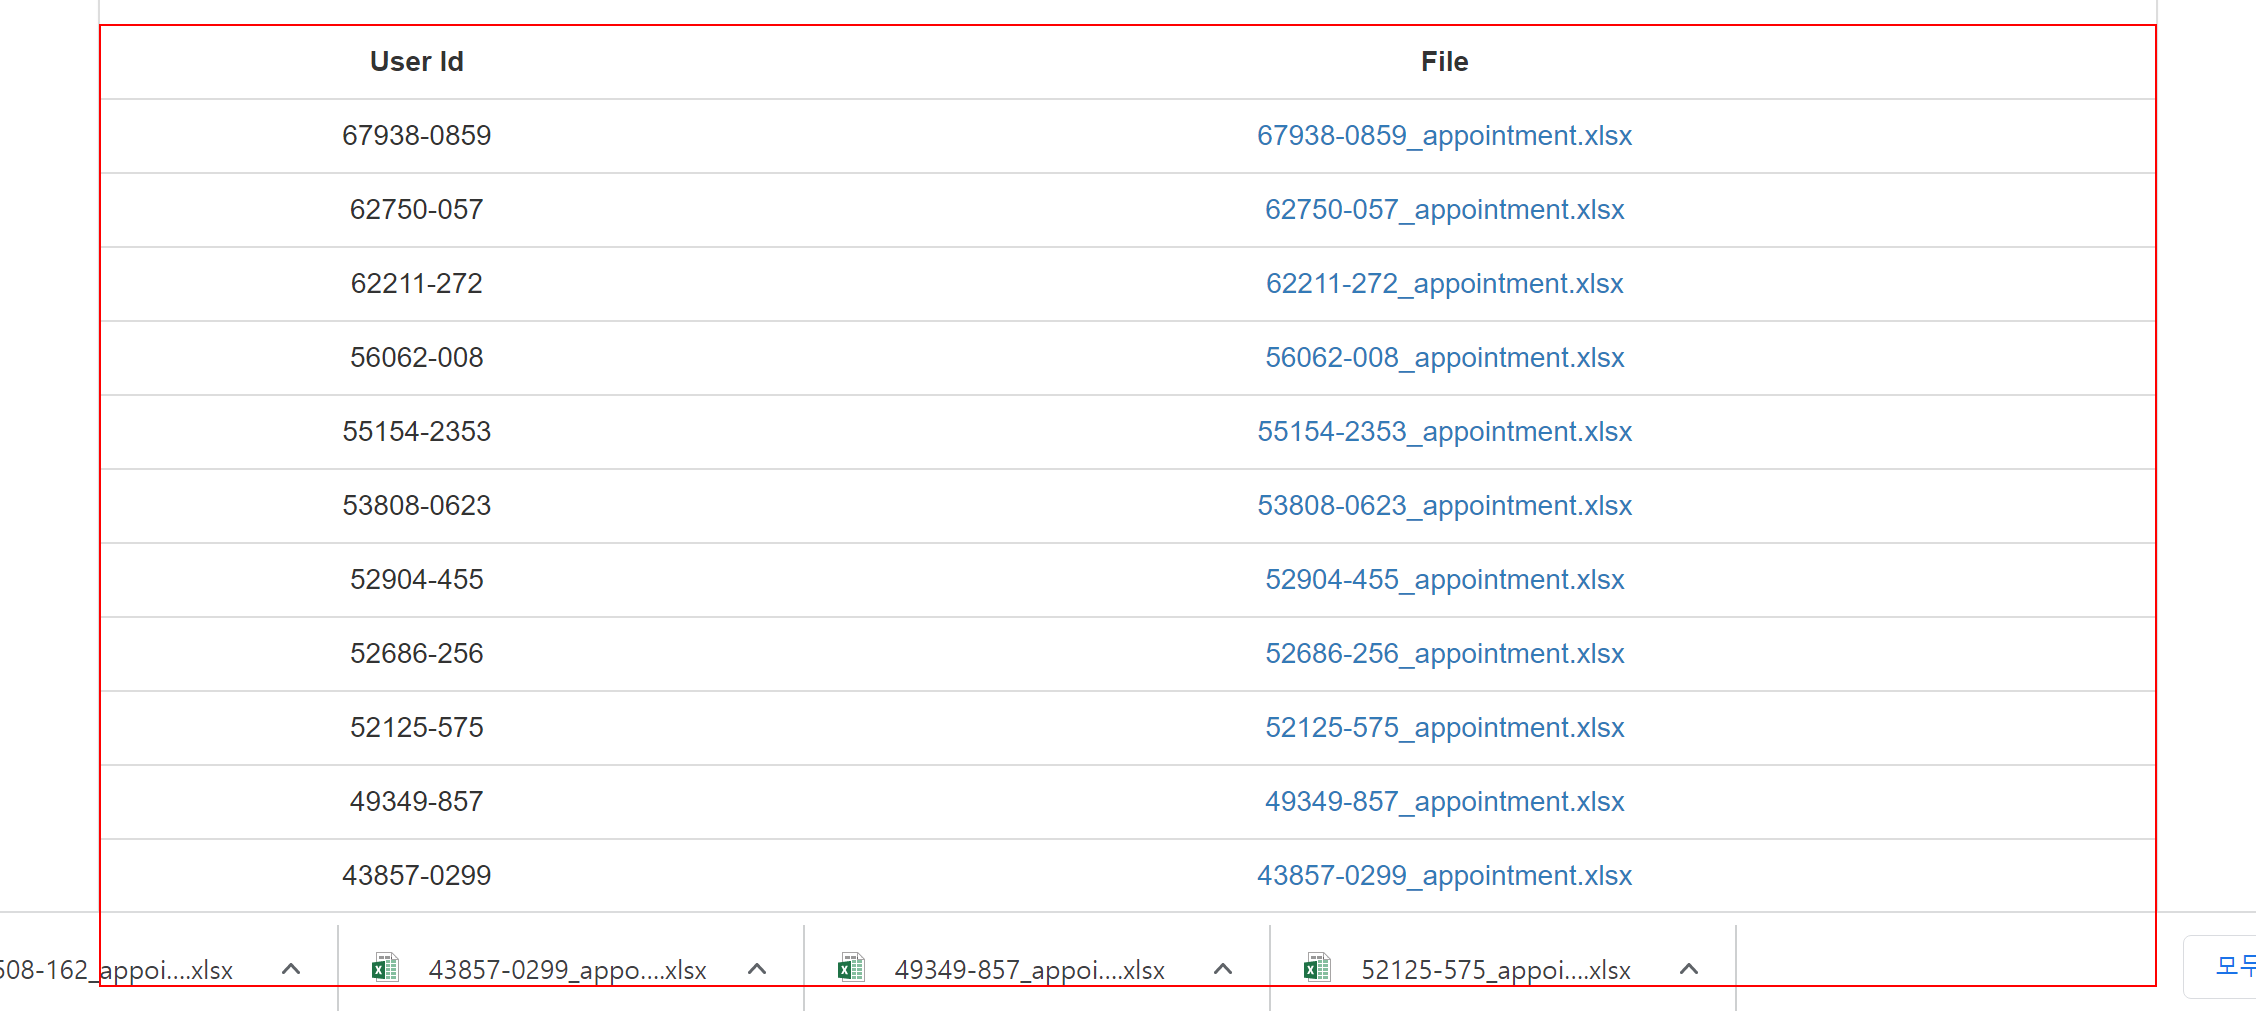 User Id File
67938-0859 67938-0859_appointment.xlsx
62750-057 62750-057_appointment.xlsx
62211-272 62211-272_appointment.xlsx
56062-008 56062-008_appointment.xlsx
55154-2353 55154-2353_appointment.xlsx
53808-0623 53808-0623_appointment.xlsx
52904-455 52904-455_appointment.xlsx
52686-256 52686-256_appointment.xlsx
52125-575 52125-575_appointment.xlsx
49349-857 49349-857_appointment.xlsx
43857-0299 43857-0299_appointment.xlsx
508-162_appoi....xlsx 43857-0299_appo....xlsx 49349-857_appoi....xlsx 52125-575_appoi....xlsx 모두